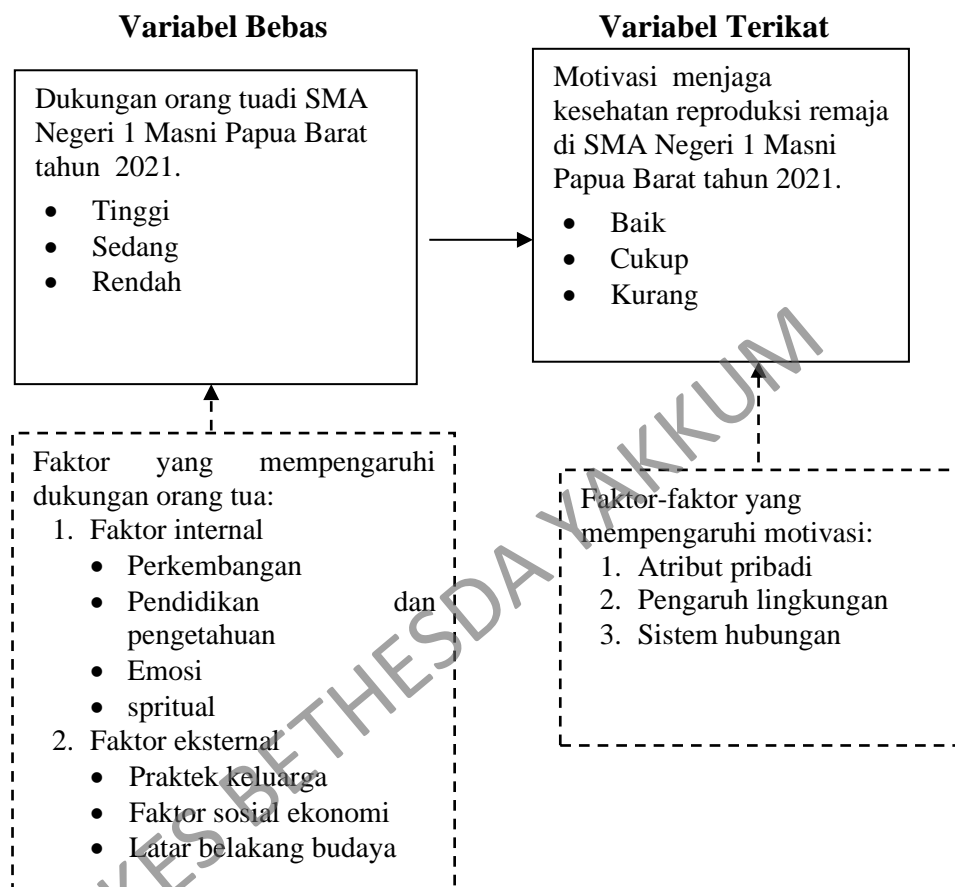 Variabel Bebas
Variabel Terikat
Dukungan orang tuadi SMA
Negeri 1 Masni Papua Barat
tahun 2021.
• Tinggi
• Sedang
• Rendah
Motivasi menjaga
kesehatan reproduksi remaja
di SMA Negeri 1 Masni
Papua Barat tahun 2021.
• Baik
• Cukup
• Kurang
Faktor yang mempengaruhi
dukungan orang tua:
1. Faktor internal
• Perkembangan
• Pendidikan dan
pengetahuan
• Emosi
• spritual
2. Faktor eksternal
• Praktek keluarga
• Faktor sosial ekonomi
• Latar belakang budaya
Faktor-faktor yang
mempengaruhi motivasi:
1. Atribut pribadi
2. Pengaruh lingkungan
3. Sistem hubungan
KES BETHESDA YAKKUM